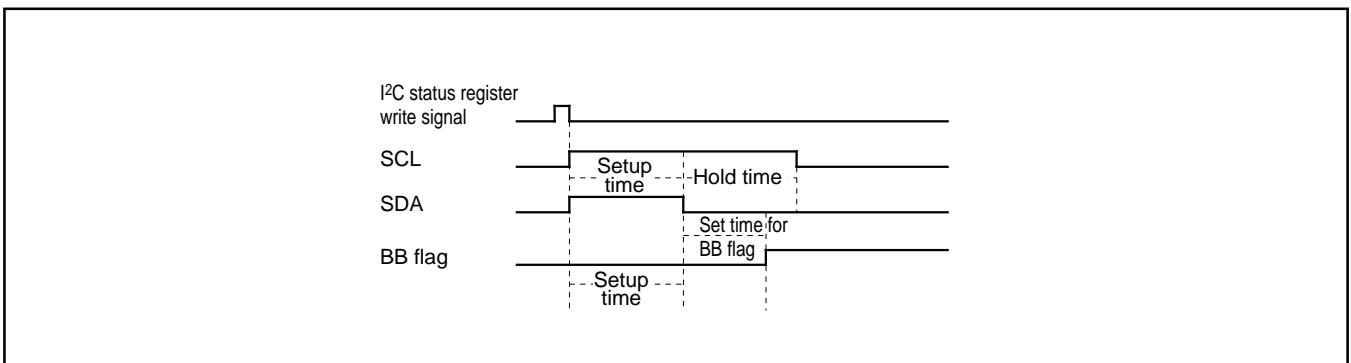 I2C status register
write signal
SCL
Setup
time
Hold time
SDA
Set time for
BB flag
BB flag
Setup
time